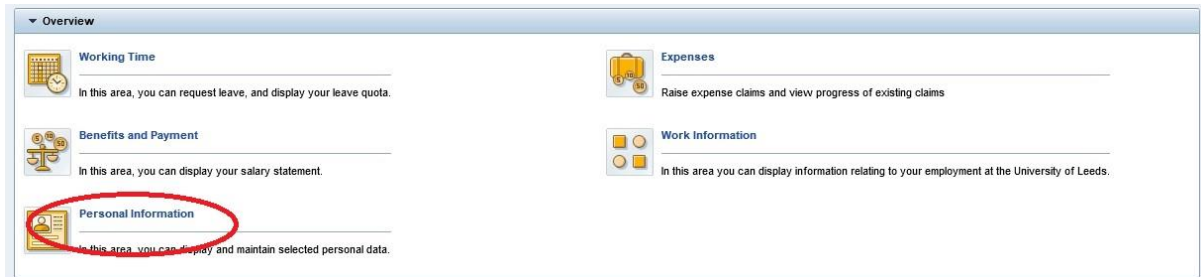 Overview
Working Time
In this area, you can request leave, and display your leave quota.
Expenses
Raise expense claims and view progress of existing claims
Benefits and Payment
In this area, you can display your salary statement.
Work Information
In this area you can display information relating to your employment at the University of Leeds.
Personal Information
In this area, you can display and maintain selected personal data.